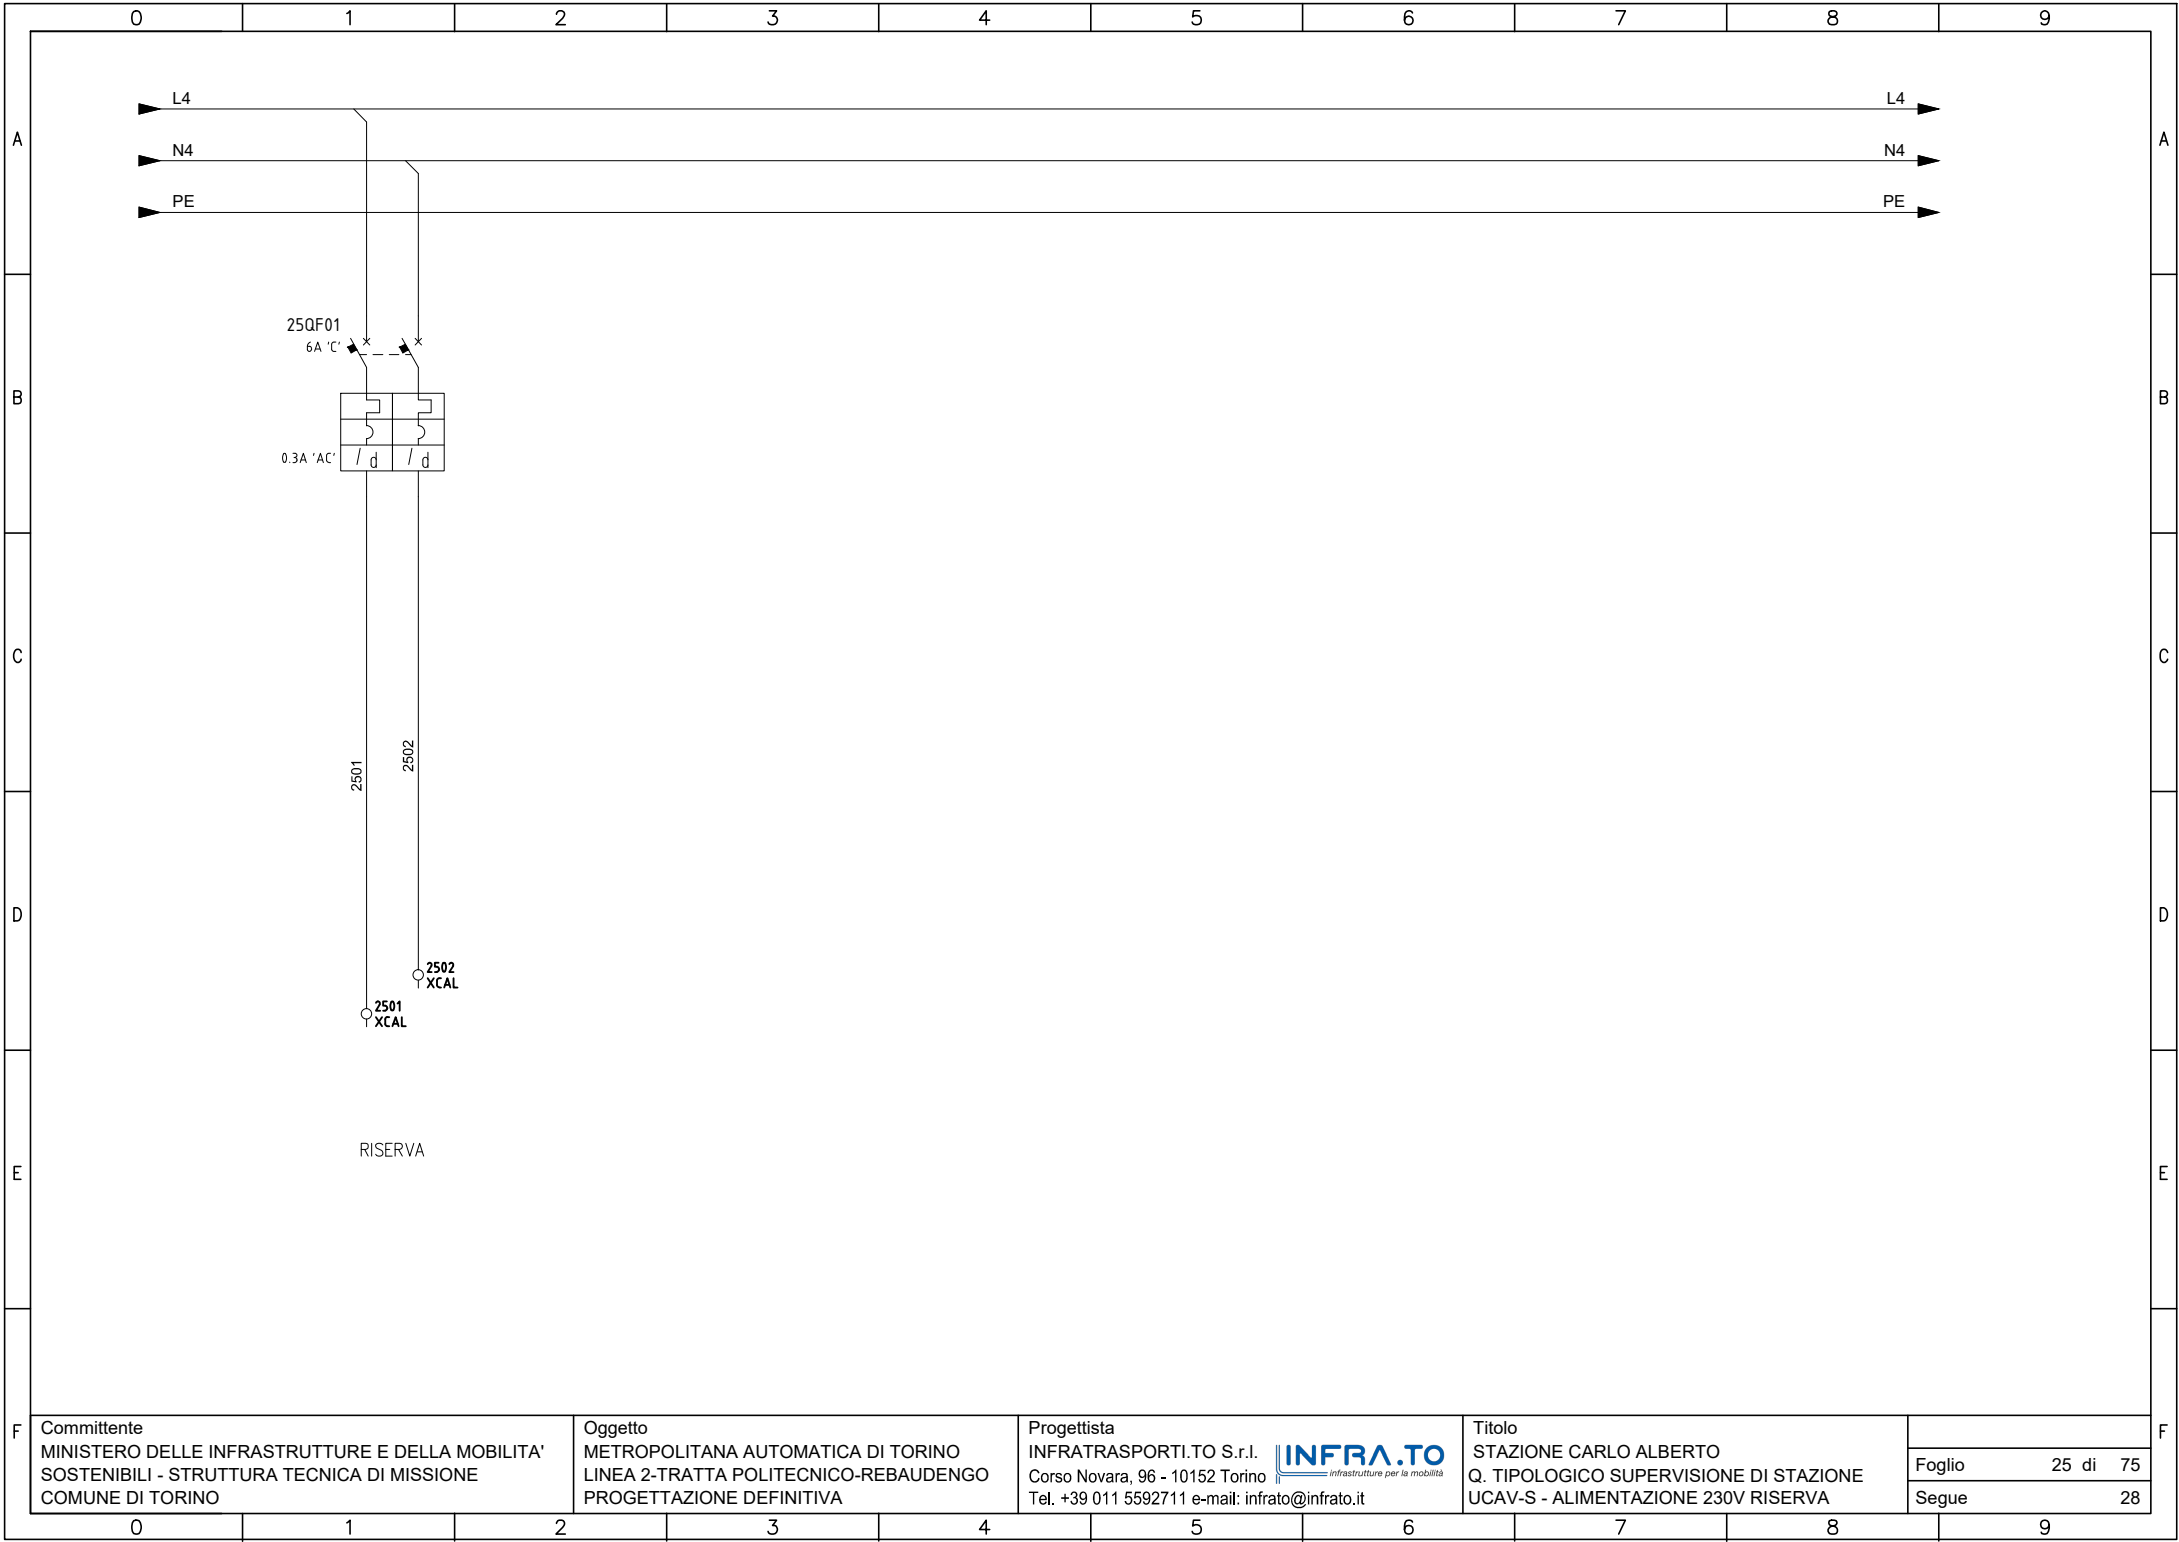 0 1 2 3 4 5 6 7 8 9
L4 L4
A A
N4 N4
PE PE
25QF01
6A 'C'
B B
0.3A 'AC' / d / d
C C
2501 2502
D D
2502
XCAL
2501
XCAL
RISERVA
E E
F F
Committente
MINISTERO DELLE INFRASTRUTTURE E DELLA MOBILITA'
SOSTENIBILI - STRUTTURA TECNICA DI MISSIONE
COMUNE DI TORINO
Oggetto
METROPOLITANA AUTOMATICA DI TORINO
LINEA 2-TRATTA POLITECNICO-REBAUDENGO
PROGETTAZIONE DEFINITIVA
Progettista
INFRATRASPORTI.TO S.r.l.
Corso Novara, 96 - 10152 Torino
Tel. +39 011 5592711 e-mail: infrato@infrato.it
INFRA.TO
infrastrutture per la mobilità
Titolo
STAZIONE CARLO ALBERTO
Q. TIPOLOGICO SUPERVISIONE DI STAZIONE
UCAV-S - ALIMENTAZIONE 230V RISERVA
Foglio 25 di 75
Segue 28
0 1 2 3 4 5 6 7 8 9